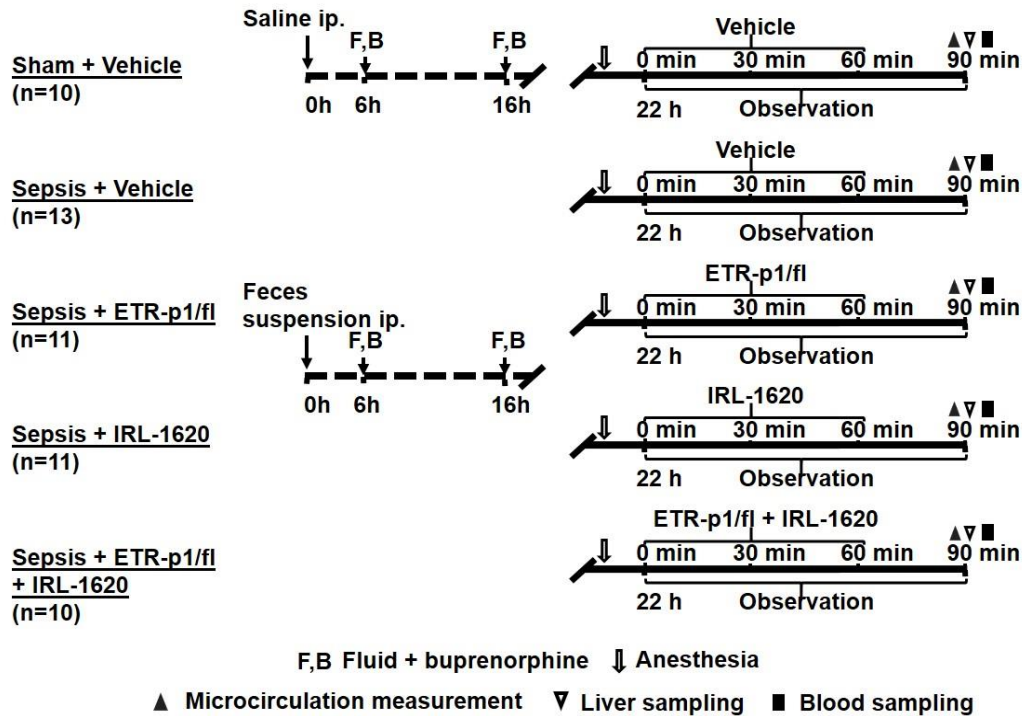 Saline ip.
F,B F,B
Sham + Vehicle
(n=10)
0h 6h 16h
Vehicle
0 min 30 min 60 min 90 min
22 h Observation
Sepsis + Vehicle
(n=13)
Vehicle
0 min 30 min 60 min 90 min
22 h Observation
Sepsis + ETR-p1/fl
(n=11)
Feces
suspension ip.
F,B F,B
0h 6h 16h
ETR-p1/fl
0 min 30 min 60 min 90 min
22 h Observation
Sepsis + IRL-1620
(n=11)
IRL-1620
0 min 30 min 60 min 90 min
22 h Observation
Sepsis + ETR-p1/fl
+ IRL-1620
(n=10)
ETR-p1/fl + IRL-1620
0 min 30 min 60 min 90 min
22 h Observation
F,B Fluid + buprenorphine Anesthesia
Microcirculation measurement Liver sampling Blood sampling